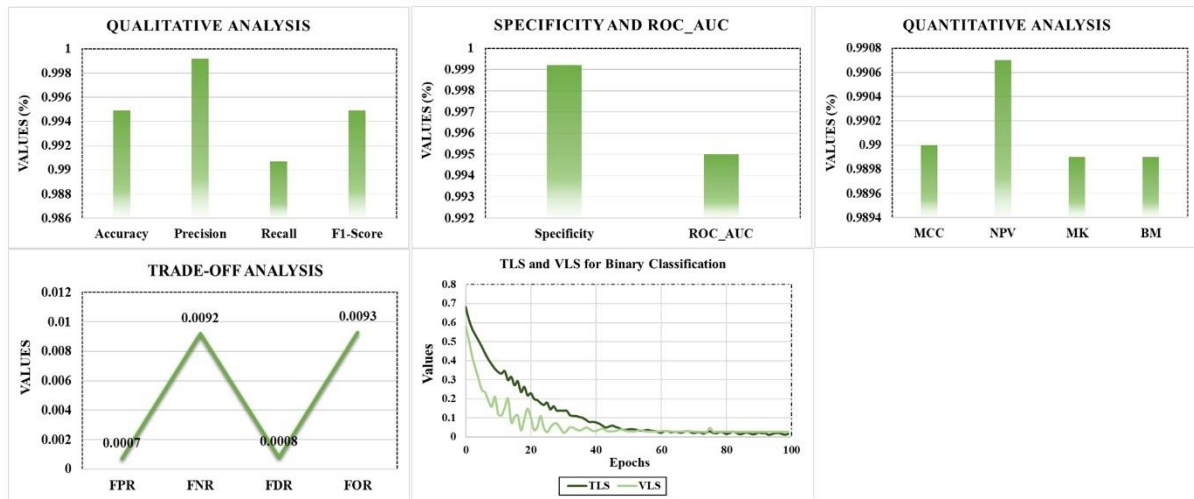 QUALITATIVE ANALYSIS
VALUES (%)
1
0.998
0.996
0.994
0.992
0.99
0.988
0.986
Accuracy Precision Recall F1-Score
SPECIFICITY AND ROC_AUC
VALUES (%)
1
0.999
0.998
0.997
0.996
0.995
0.994
0.993
0.992
Specificity ROC_AUC
QUANTITATIVE ANALYSIS
VALUES (%)
0.9908
0.9906
0.9904
0.9902
0.99
0.9898
0.9896
0.9894
MCC NPV MK BM
TRADE-OFF ANALYSIS
VALUES
0.012
0.01
0.008
0.006
0.004
0.002
0
0.0007
0.0092
0.0008
0.0093
FPR FNR FDR FOR
TLS and VLS for Binary Classification
Values
0.8
0.7
0.6
0.5
0.4
0.3
0.2
0.1
0
0 20 40 60 80 100
Epochs
TLS VLS